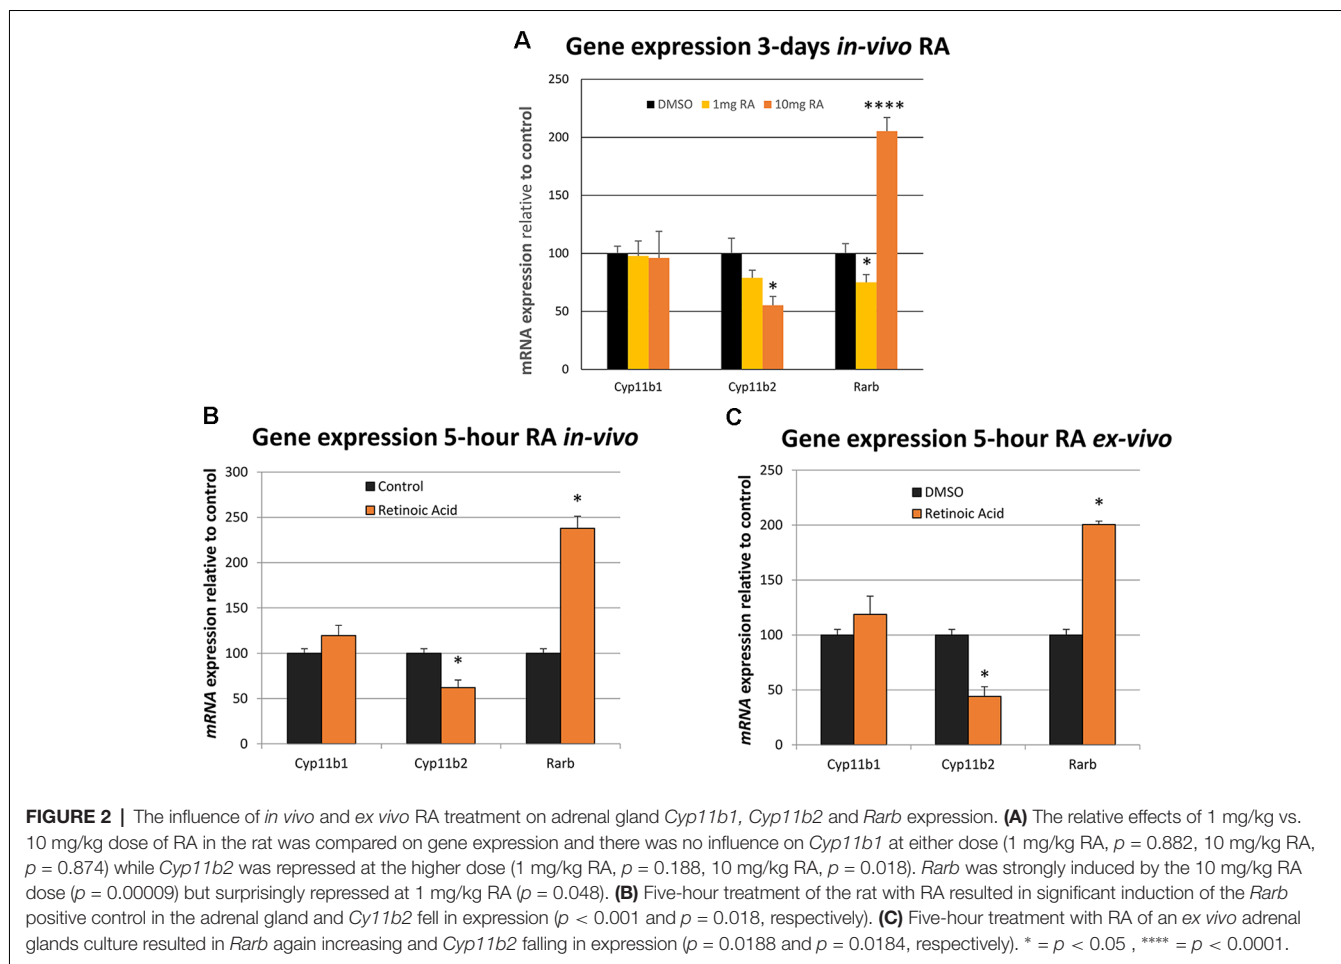 A
Gene expression 3-days in-vivo RA
mRNA expression relative to control
250
200
150
100
50
0
DMSO 1mg RA 10mg RA
****
*
*
Cyp11b1 Cyp11b2 Rarb
B
Gene expression 5-hour RA in-vivo
mRNA expression relative to control
300
250
200
150
100
50
0
Control
Retinoic Acid
*
*
Cyp11b1 Cyp11b2 Rarb
C
Gene expression 5-hour RA ex-vivo
mRNA expression relative to control
250
200
150
100
50
0
DMSO
Retinoic Acid
*
*
Cyp11b1 Cyp11b2 Rarb
FIGURE 2 | The influence of in vivo and ex vivo RA treatment on adrenal gland Cyp11b1, Cyp11b2 and Rarb expression. (A) The relative effects of 1 mg/kg vs.
10 mg/kg dose of RA in the rat was compared on gene expression and there was no influence on Cyp11b1 at either dose (1 mg/kg RA, p = 0.882, 10 mg/kg RA,
p = 0.874) while Cyp11b2 was repressed at the higher dose (1 mg/kg RA, p = 0.188, 10 mg/kg RA, p = 0.018). Rarb was strongly induced by the 10 mg/kg RA
dose (p = 0.00009) but surprisingly repressed at 1 mg/kg RA (p = 0.048). (B) Five-hour treatment of the rat with RA resulted in significant induction of the Rarb
positive control in the adrenal gland and Cy11b2 fell in expression (p < 0.001 and p = 0.018, respectively). (C) Five-hour treatment with RA of an ex vivo adrenal
glands culture resulted in Rarb again increasing and Cyp11b2 falling in expression (p = 0.0188 and p = 0.0184, respectively). * = p < 0.05 , **** = p < 0.0001.